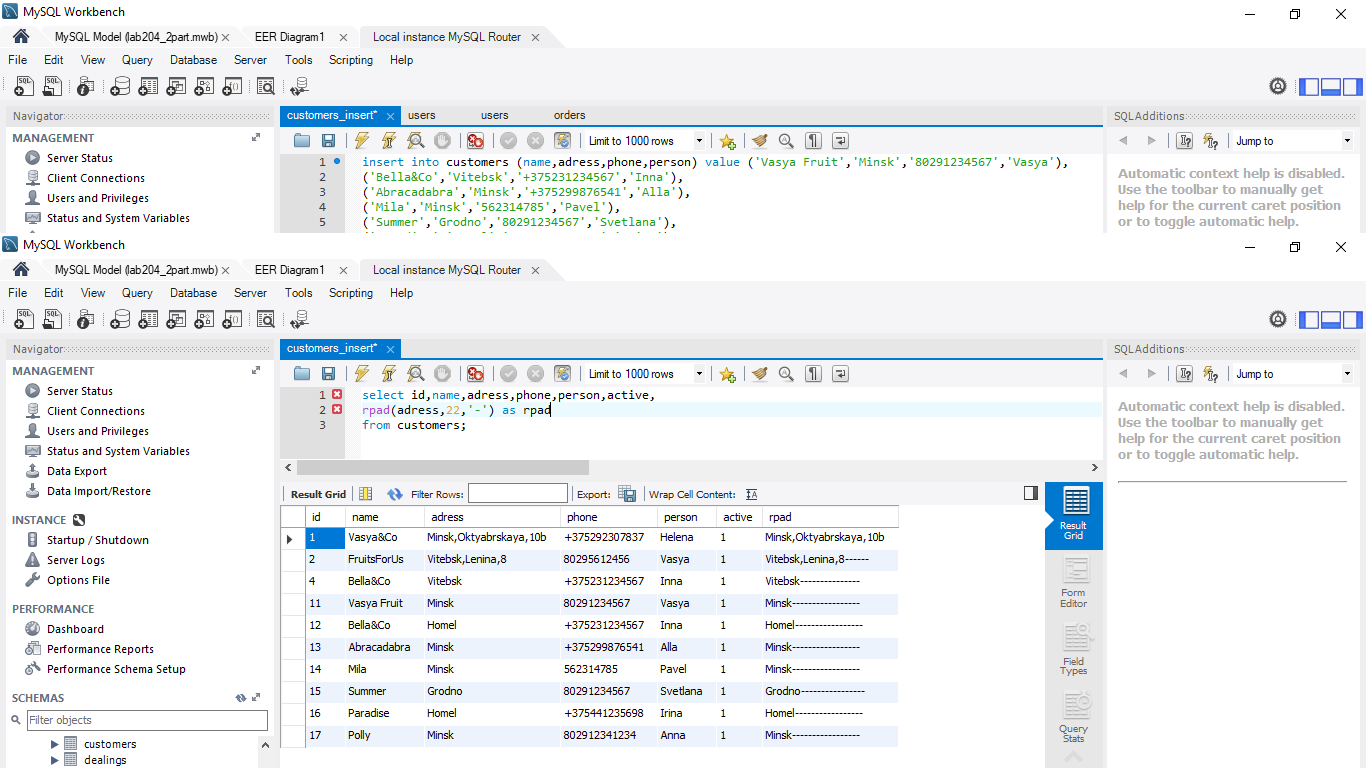 MySQL Workbench
MySQL Model (lab204_2part.mwb) × EER Diagram1 × Local instance MySQL Router ×
File Edit View Query Database Server Tools Scripting Help
Navigator customers_insert* × users users orders SQLAdditions
MANAGEMENT
Limit to 1000 rows Jump to
Server Status
Client Connections
Users and Privileges
Status and System Variables
1 insert into customers (name,adress,phone,person) value ('Vasya Fruit','Minsk','80291234567','Vasya'),
2 ('Bella&Co','Vitebsk','+375231234567','Inna'),
3 ('Abracadabra','Minsk','+375299876541','Alla'),
4 ('Mila','Minsk','562314785','Pavel'),
5 ('Summer','Grodno','80291234567','Svetlana'),
Automatic context help is disabled.
Use the toolbar to manually get
help for the current caret position
or to toggle automatic help.
MySQL Workbench
MySQL Model (lab204_2part.mwb) × EER Diagram1 × Local instance MySQL Router ×
File Edit View Query Database Server Tools Scripting Help
Navigator customers_insert* × SQLAdditions
MANAGEMENT
Limit to 1000 rows Jump to
Server Status
Client Connections
Users and Privileges
Status and System Variables
Data Export
Data Import/Restore
INSTANCE
Startup / Shutdown
Server Logs
Options File
PERFORMANCE
Dashboard
Performance Reports
Performance Schema Setup
SCHEMAS
Filter objects
customers
dealings
1 select id,name,adress,phone,person,active,
2 rpad(adress,22,'-') as rpad
3 from customers;
Result Grid Filter Rows: Export: Wrap Cell Content:
id name adress phone person active rpad
1 Vasya&Co Minsk,Oktyabrskaya,10b +375292307837 Helena 1 Minsk,Oktyabrskaya,10b
2 FruitsForUs Vitebsk,Lenina,8 80295612456 Vasya 1 Vitebsk,Lenina,8------
4 Bella&Co Vitebsk +375231234567 Inna 1 Vitebsk---------------
11 Vasya Fruit Minsk 80291234567 Vasya 1 Minsk-----------------
12 Bella&Co Homel +375231234567 Inna 1 Homel-----------------
13 Abracadabra Minsk +375299876541 Alla 1 Minsk-----------------
14 Mila Minsk 562314785 Pavel 1 Minsk-----------------
15 Summer Grodno 80291234567 Svetlana 1 Grodno----------------
16 Paradise Homel +375441235698 Irina 1 Homel-----------------
17 Polly Minsk 802912341234 Anna 1 Minsk-----------------
Result
Grid
Form
Editor
Field
Types
Query
Stats
Automatic context help is disabled.
Use the toolbar to manually get
help for the current caret position
or to toggle automatic help.